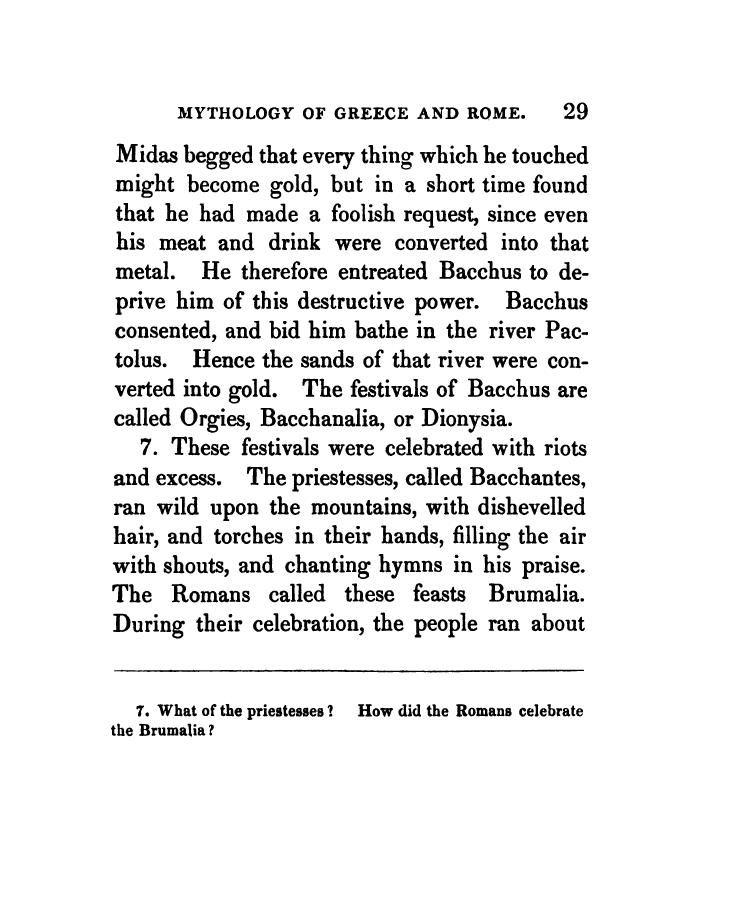 MYTHOLOGY OF GREECE AND ROME. 29
Midas begged that every thing which he touched
might become gold, but in a short time found
that he had made a foolish request, since even
his meat and drink were converted into that
metal. He therefore entreated Bacchus to de-
prive him of this destructive power. Bacchus
consented, and bid him bathe in the river Pac-
tolus. Hence the sands of that river were con-
verted into gold. The festivals of Bacchus are
called Orgies, Bacchanalia, or Dionysia.
7. These festivals were celebrated with riots
and excess. The priestesses, called Bacchantes,
ran wild upon the mountains, with dishevelled
hair, and torches in their hands, filling the air
with shouts, and chanting hymns in his praise.
The Romans called these feasts Brumalia.
During their celebration, the people ran about
7. What of the priestesses? How did the Romans celebrate
the Brumalia?